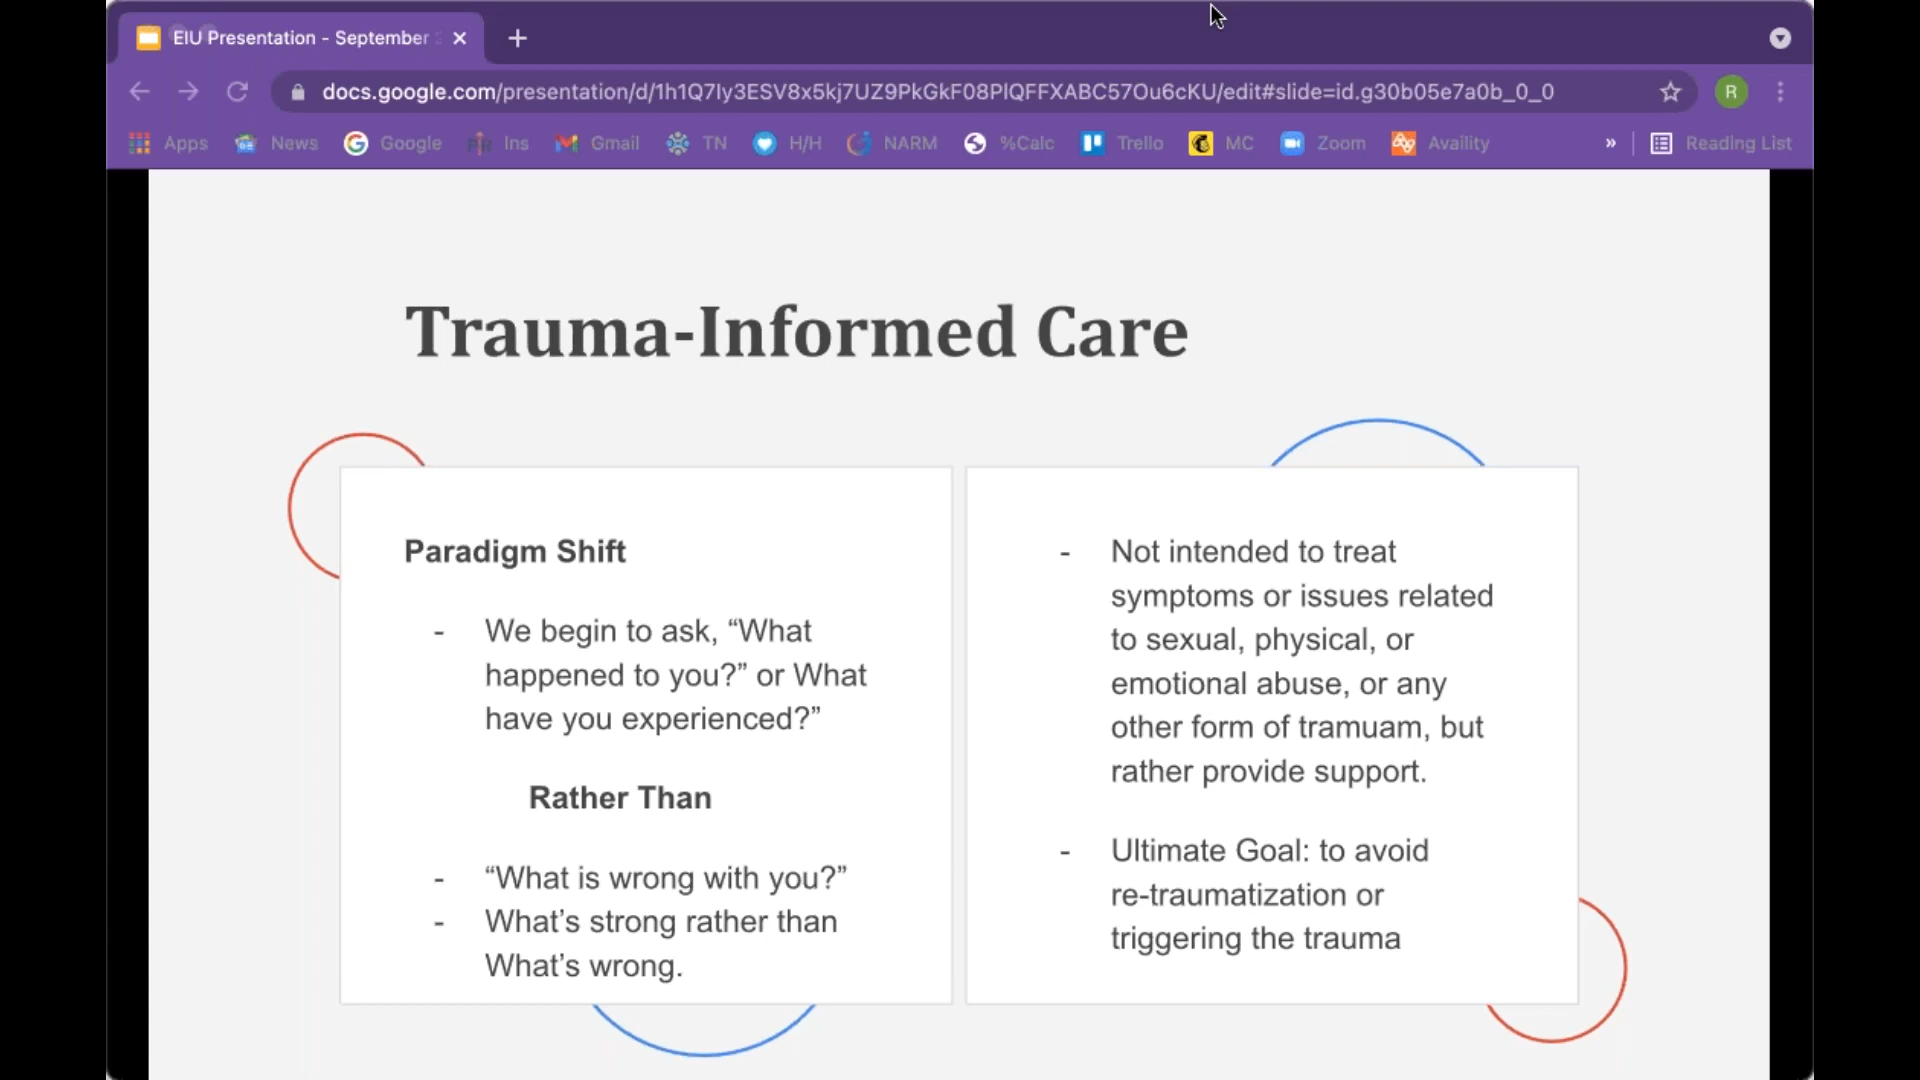 EIU Presentation - September
docs.google.com/presentation/d/1h1Q7Iy3ESV8x5kj7UZ9PkGkF08PlQFFXABC57Ou6cKU/edit#slide=id.g30b05e7a0b_0_0
R
Apps News Google Ins Gmail TN H/H NARM %Calc Trello MC Zoom Availity » Reading List
Trauma-Informed Care
Paradigm Shift
- We begin to ask, “What
happened to you?” or What
have you experienced?”
Rather Than
- “What is wrong with you?”
- What’s strong rather than
What’s wrong.
- Not intended to treat
symptoms or issues related
to sexual, physical, or
emotional abuse, or any
other form of tramuam, but
rather provide support.
- Ultimate Goal: to avoid
re-traumatization or
triggering the trauma